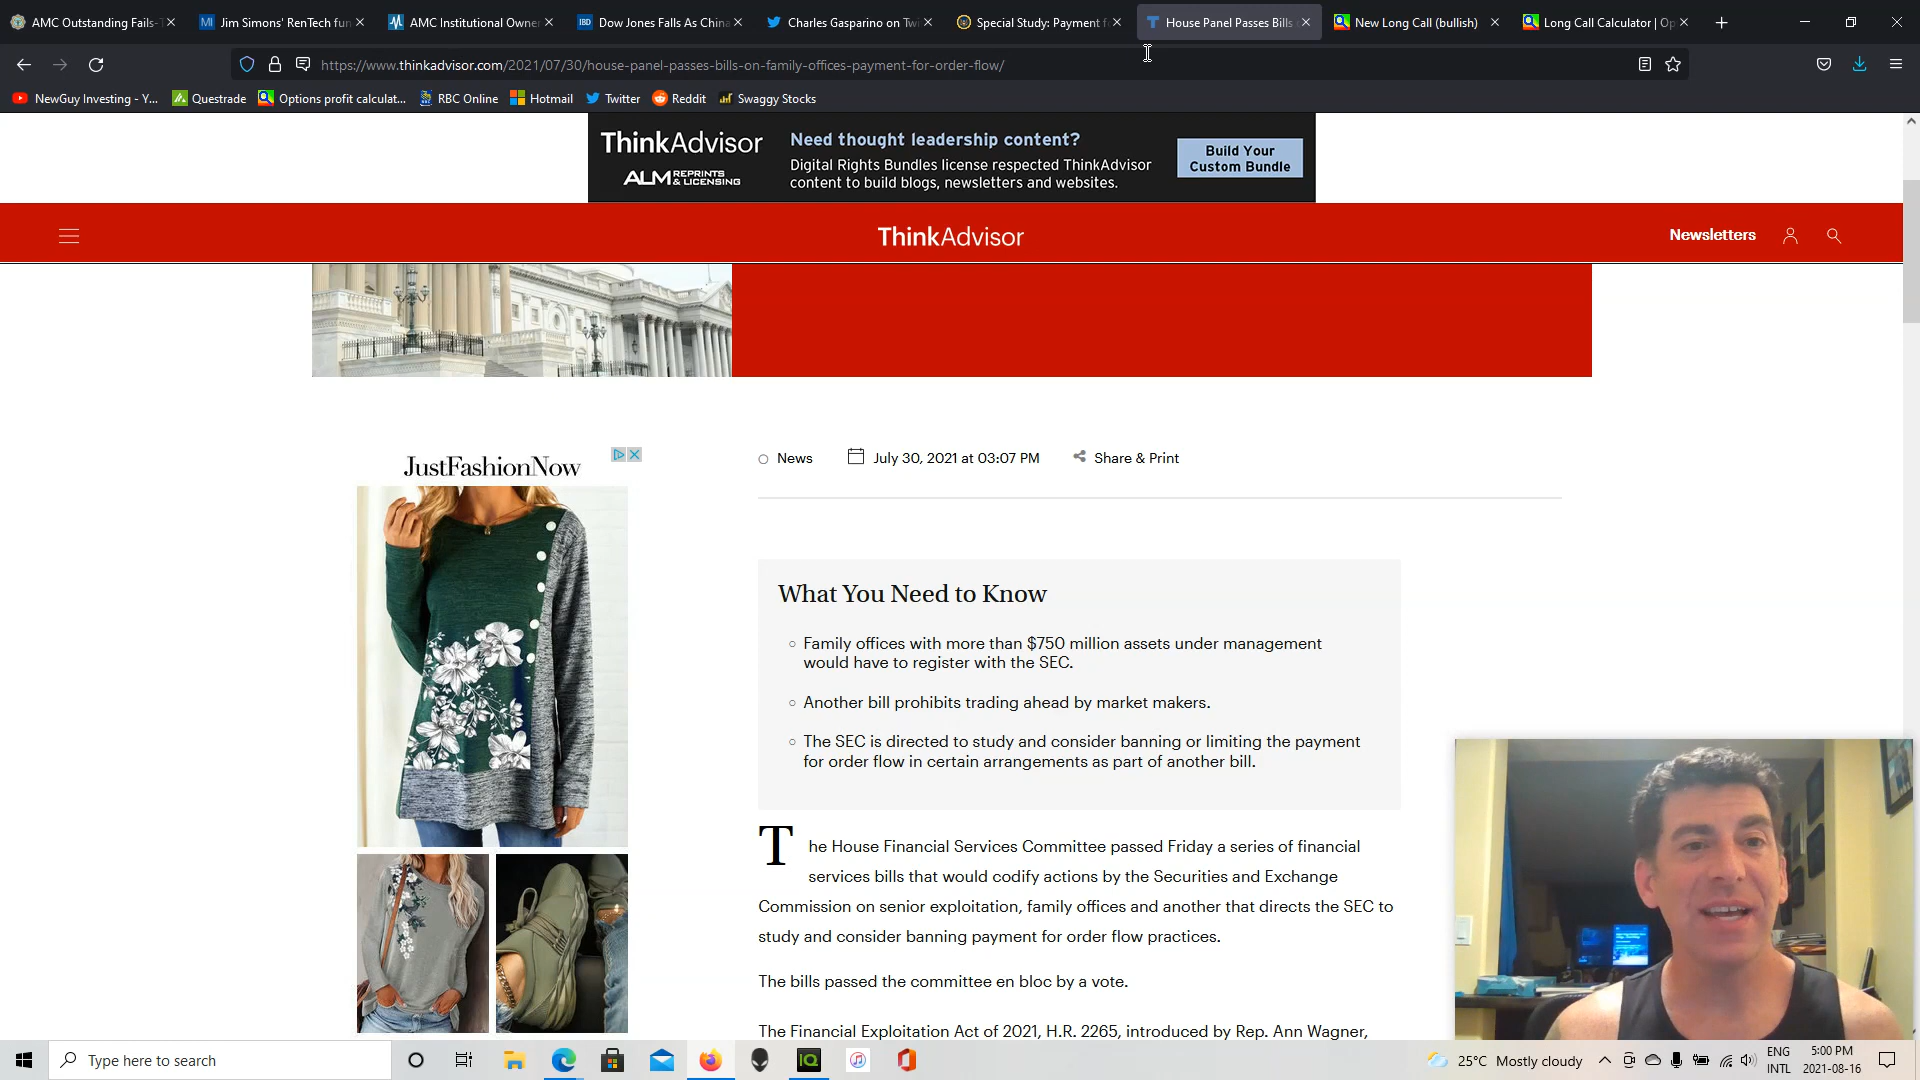 AMC Outstanding Fails-T
Jim Simons' RenTech fun
AMC Institutional Owner
Dow Jones Falls As China
Charles Gasparino on Twi
Special Study: Payment f
House Panel Passes Bills o
New Long Call (bullish)
Long Call Calculator | Op
https://www.thinkadvisor.com/2021/07/30/house-panel-passes-bills-on-family-offices-payment-for-order-flow/
NewGuy Investing - Y...
Questrade
Options profit calculat...
RBC Online
Hotmail
Twitter
Reddit
Swaggy Stocks
ThinkAdvisor
ALM REPRINTS & LICENSING
Need thought leadership content?
Digital Rights Bundles license respected ThinkAdvisor
content to build blogs, newsletters and websites.
Build Your
Custom Bundle
ThinkAdvisor
Newsletters
News
July 30, 2021 at 03:07 PM
Share & Print
JustFashionNow
What You Need to Know
Family offices with more than $750 million assets under management
would have to register with the SEC.
Another bill prohibits trading ahead by market makers.
The SEC is directed to study and consider banning or limiting the payment
for order flow in certain arrangements as part of another bill.
The House Financial Services Committee passed Friday a series of financial
services bills that would codify actions by the Securities and Exchange
Commission on senior exploitation, family offices and another that directs the SEC to
study and consider banning payment for order flow practices.
The bills passed the committee en bloc by a vote.
The Financial Exploitation Act of 2021, H.R. 2265, introduced by Rep. Ann Wagner,
Type here to search
25°C Mostly cloudy
ENG
INTL
5:00 PM
2021-08-16